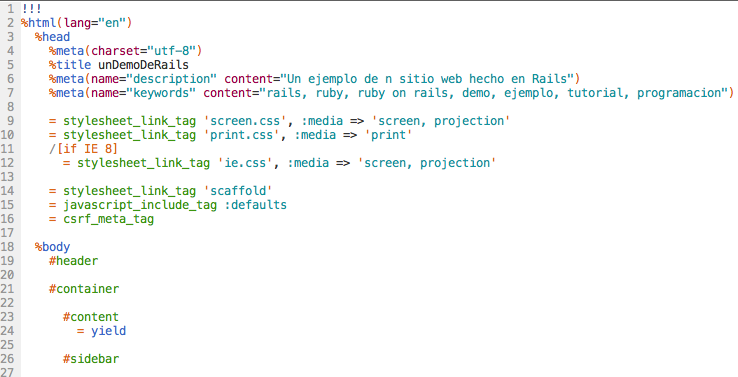 1 !!!
2 %html(lang="en")
3 %head
4 %meta(charset="utf-8")
5 %title unDemoDeRails
6 %meta(name="description" content="Un ejemplo de n sitio web hecho en Rails")
7 %meta(name="keywords" content="rails, ruby, ruby on rails, demo, ejemplo, tutorial, programacion")
8
9 = stylesheet_link_tag 'screen.css', :media => 'screen, projection'
10 = stylesheet_link_tag 'print.css', :media => 'print'
11 /[if IE 8]
12 = stylesheet_link_tag 'ie.css', :media => 'screen, projection'
13
14 = stylesheet_link_tag 'scaffold'
15 = javascript_include_tag :defaults
16 = csrf_meta_tag
17
18 %body
19 #header
20
21 #container
22
23 #content
24 = yield
25
26 #sidebar
27